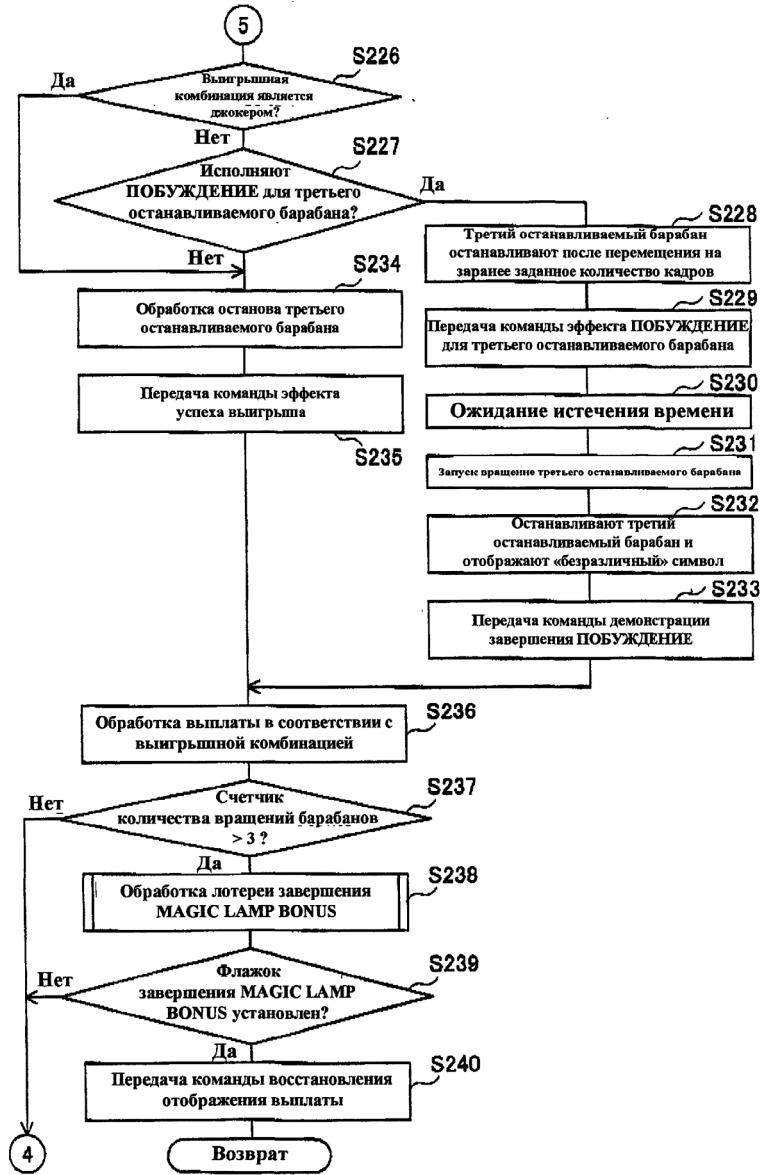 5
S226
Да
Выигрышная
комбинация является
джокером?
Нет
S227
Исполняют
ПОБУЖДЕНИЕ для третьего
останавливаемого барабана?
Да
Нет
S228
Третий останавливаемый барабан
останавливают после перемещения на
заранее заданное количество кадров
S234
Обработка останова третьего
останавливаемого барабана
S229
Передача команды эффекта ПОБУЖДЕНИЕ
для третьего останавливаемого барабана
Передача команды эффекта
успеха выигрыша
S235
S230
Ожидание истечения времени
S231
Запуск вращение третьего останавливаемого барабана
S232
Останавливают третий
останавливаемый барабан и
отображают «безразличный» символ
S233
Передача команды демонстрации
завершения ПОБУЖДЕНИЕ
S236
Обработка выплаты в соответствии с
выигрышной комбинацией
S237
Нет
Счетчик
количества вращений барабанов
> 3 ?
Да
S238
Обработка лотереи завершения
MAGIC LAMP BONUS
S239
Нет
Флажок
завершения MAGIC LAMP
BONUS установлен?
Да
S240
Передача команды восстановления
отображения выплаты
4
Возврат